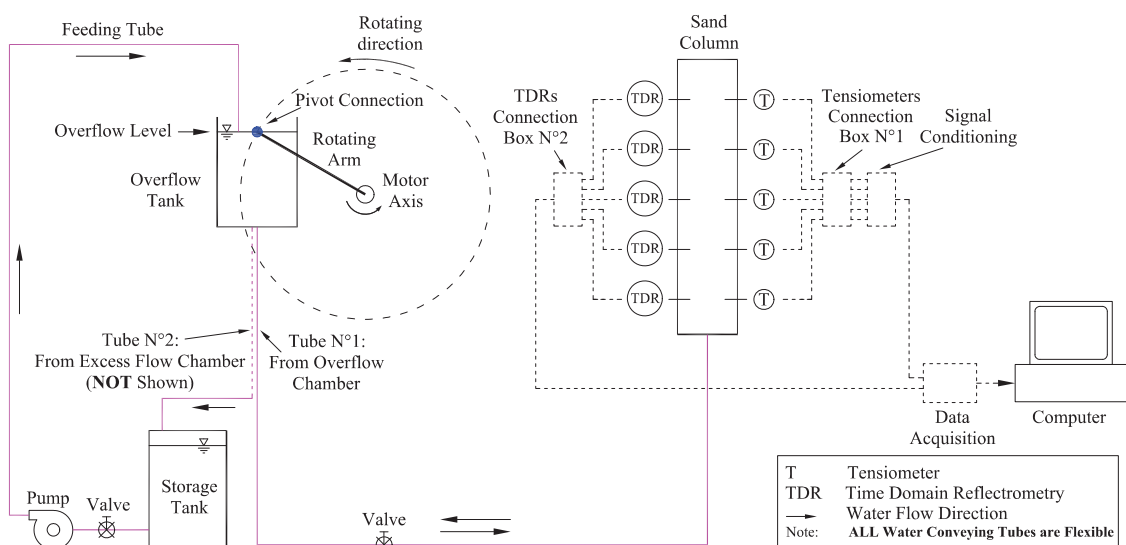 Feeding Tube
Rotating
direction
Pivot Connection
Overflow Level
Rotating
Arm
Overflow
Tank
Motor
Axis
Sand
Column
TDRs
Connection
Box N°2
Tensiometers
Connection
Box N°1
Signal
Conditioning
TDR
T
TDR
T
TDR
T
TDR
T
TDR
T
Tube N°2:
From Excess Flow Chamber
(NOT Shown)
Tube N°1:
From Overflow
Chamber
Data
Acquisition
Computer
Storage
Tank
Pump
Valve
Valve
T Tensiometer
TDR Time Domain Reflectrometry
Water Flow Direction
Note: ALL Water Conveying Tubes are Flexible